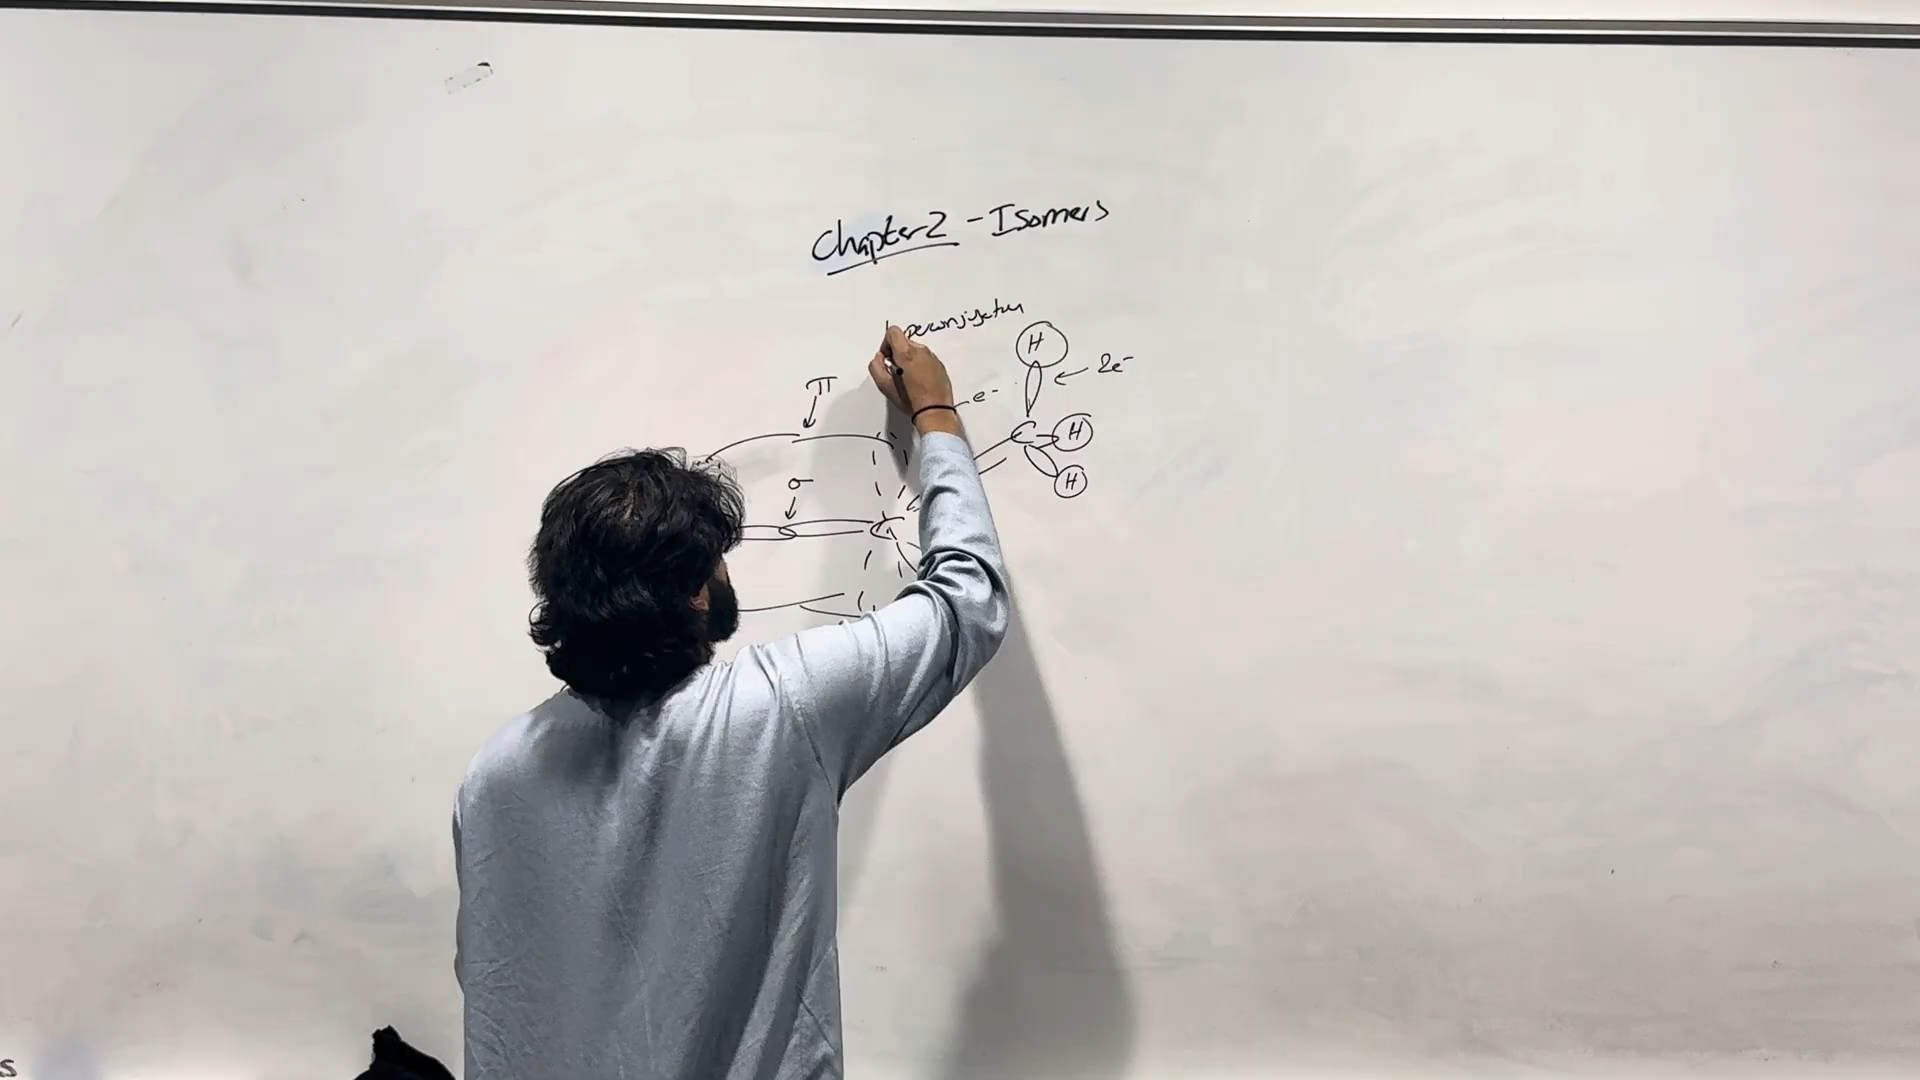 Chapter 2 - Isomers
H
2e-
π
e-
C
H
σ
H
C
s